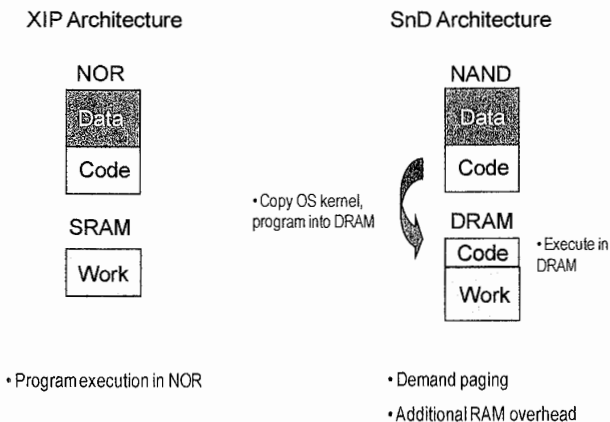 XIP Architecture
NOR
Data
Code
SRAM
Work
• Program execution in NOR
SnD Architecture
NAND
Data
Code
• Copy OS kernel,
program into DRAM
DRAM
Code
Work
• Execute in
DRAM
• Demand paging
• Additional RAM overhead